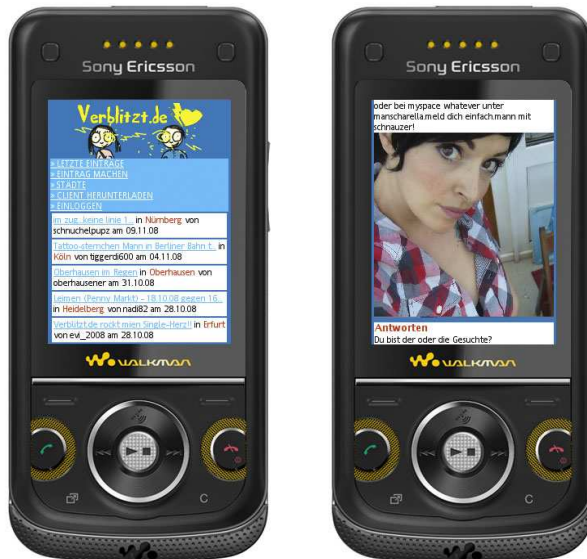 Sony Ericsson
Verblitzt.de
» LETZTE EINTRÄGE
» EINTRAG MACHEN
» STÄDTE
» CLIENT HERUNTERLADEN
» EINLOGGEN
im zug..keine linie 1.. in Nürnberg von
schnuchelpupz am 09.11.08
Tattoo-sternchen Mann in Berliner Bahn t.. in
Köln von tiggerdi600 am 04.11.08
Oberhausen im Regen in Oberhausen von
oberhausener am 31.10.08
Leimen (Penny Markt) - 18.10.08 gegen 16..
in Heidelberg von nadi82 am 28.10.08
Verblitzt.de rockt mien Single-Herz!! in Erfurt
von evi_2008 am 28.10.08
WALKMAN
C
Sony Ericsson
oder bei myspace whatever unter
manscharella.meld dich einfach.mann mit
schnauzer!
Antworten
Du bist der oder die Gesuchte?
WALKMAN
C